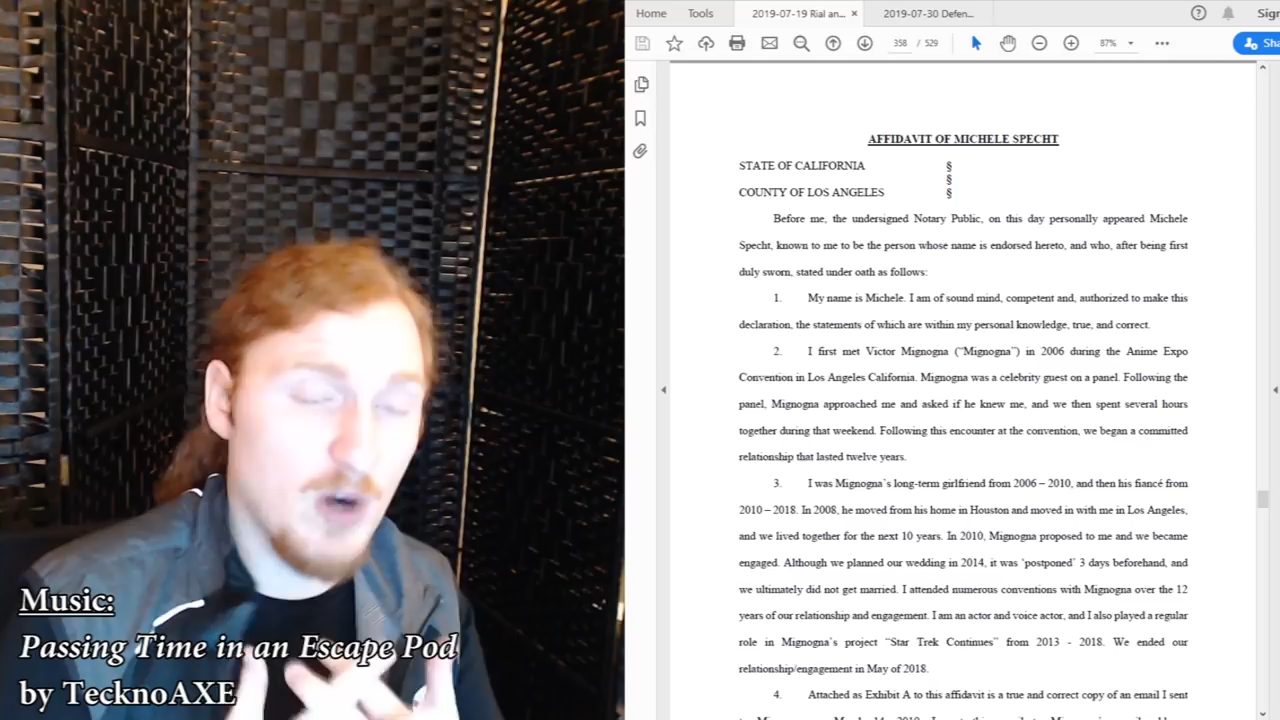 Home Tools 2019-07-19 Rial an... × 2019-07-30 Defen... Sign
358 / 529 87% Sha
AFFIDAVIT OF MICHELE SPECHT
STATE OF CALIFORNIA §
§
COUNTY OF LOS ANGELES §
Before me, the undersigned Notary Public, on this day personally appeared Michele
Specht, known to me to be the person whose name is endorsed hereto, and who, after being first
duly sworn, stated under oath as follows:
1. My name is Michele. I am of sound mind, competent and, authorized to make this
declaration, the statements of which are within my personal knowledge, true, and correct.
2. I first met Victor Mignogna (“Mignogna”) in 2006 during the Anime Expo
Convention in Los Angeles California. Mignogna was a celebrity guest on a panel. Following the
panel, Mignogna approached me and asked if he knew me, and we then spent several hours
together during that weekend. Following this encounter at the convention, we began a committed
relationship that lasted twelve years.
3. I was Mignogna's long-term girlfriend from 2006 – 2010, and then his fiancé from
2010 – 2018. In 2008, he moved from his home in Houston and moved in with me in Los Angeles,
and we lived together for the next 10 years. In 2010, Mignogna proposed to me and we became
engaged. Although we planned our wedding in 2014, it was 'postponed' 3 days beforehand, and
we ultimately did not get married. I attended numerous conventions with Mignogna over the 12
years of our relationship and engagement. I am an actor and voice actor, and I also played a regular
role in Mignogna's project “Star Trek Continues” from 2013 - 2018. We ended our
relationship/engagement in May of 2018.
4. Attached as Exhibit A to this affidavit is a true and correct copy of an email I sent
Music:
Passing Time in an Escape Pod
by TecknoAXE